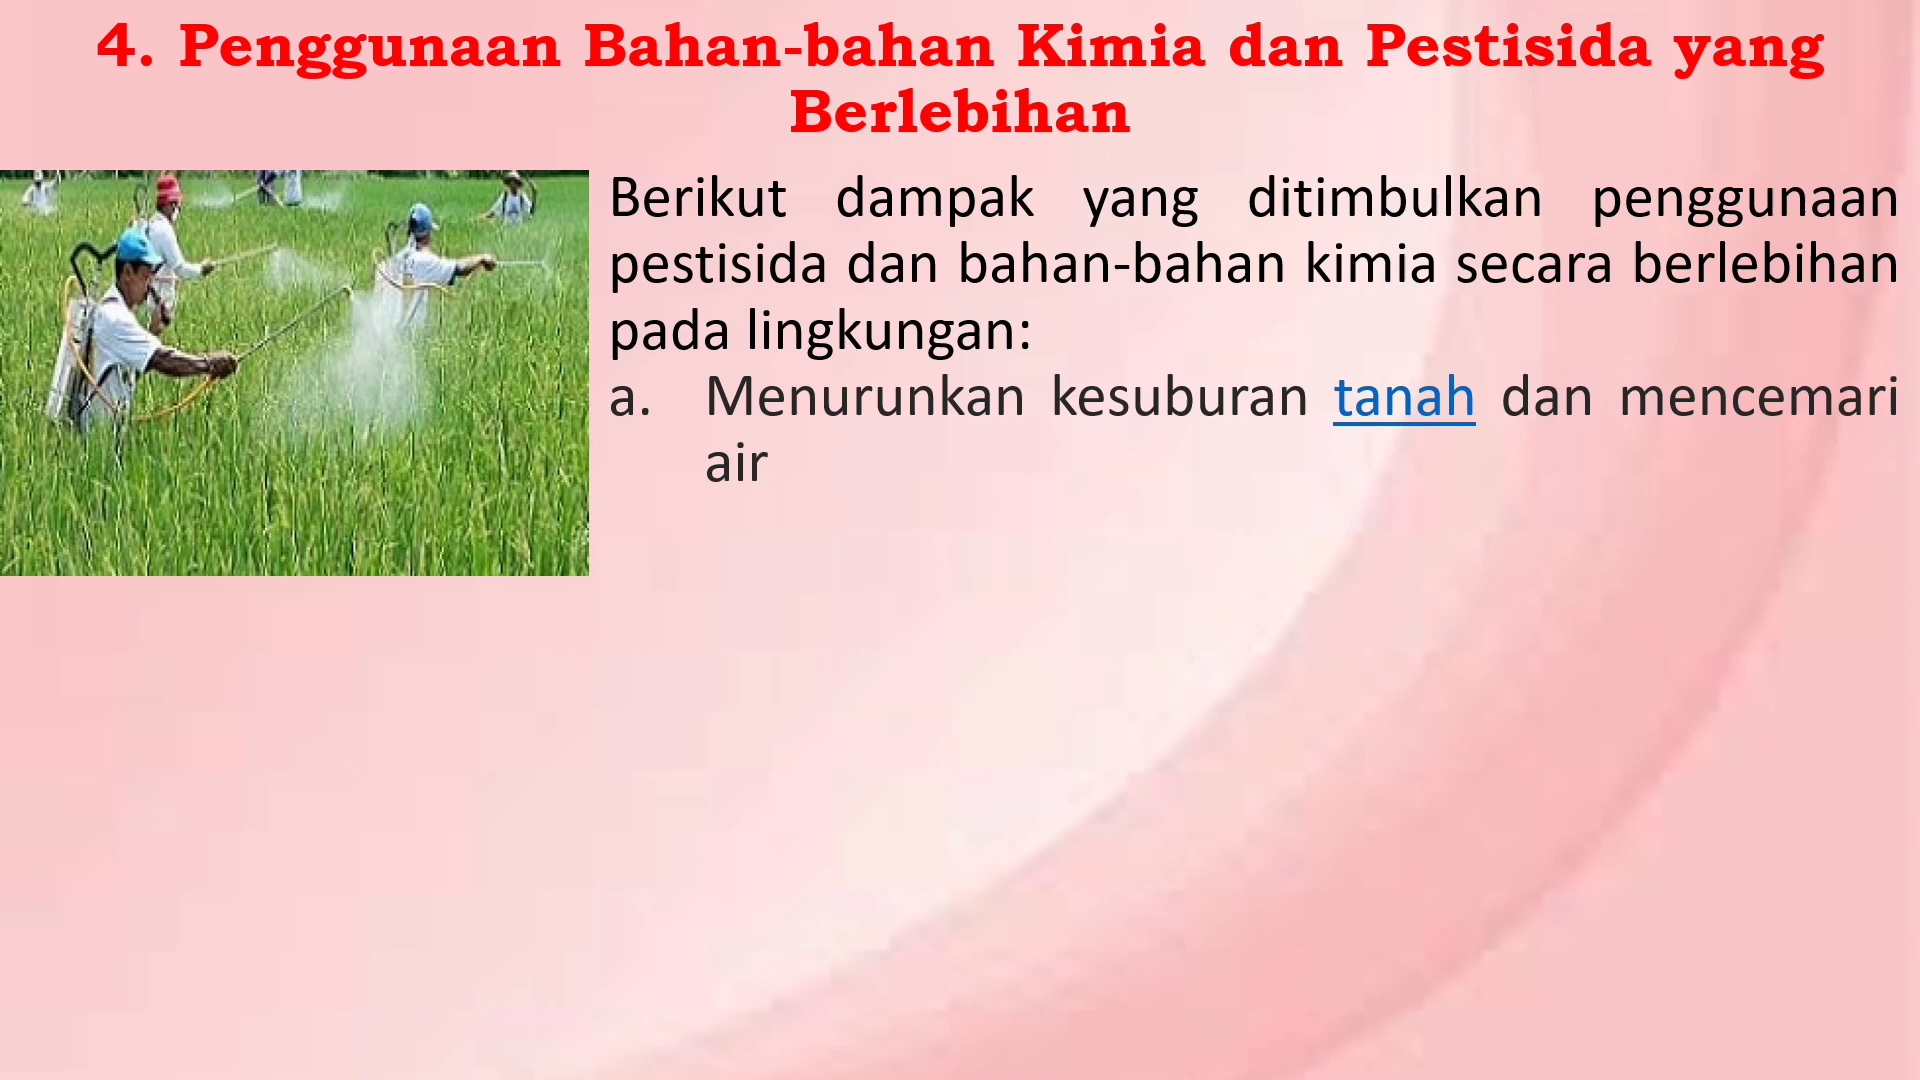 4. Penggunaan Bahan-bahan Kimia dan Pestisida yang
Berlebihan
Berikut dampak yang ditimbulkan penggunaan
pestisida dan bahan-bahan kimia secara berlebihan
pada lingkungan:
a. Menurunkan kesuburan tanah dan mencemari
air